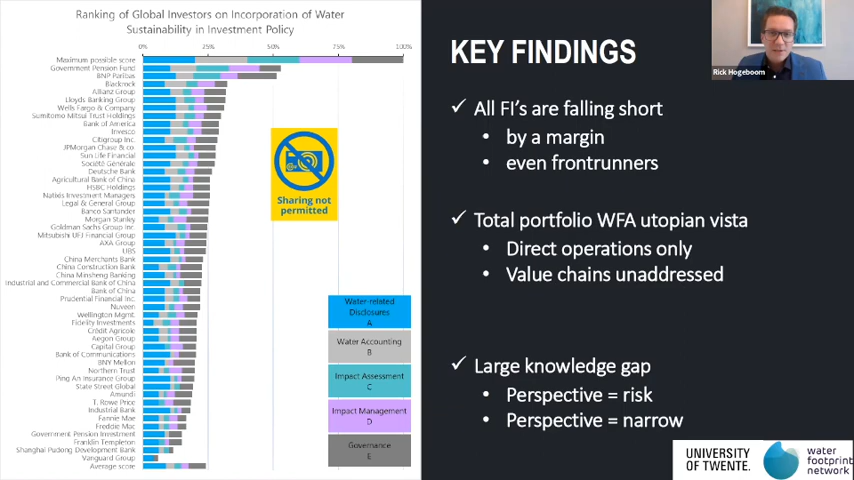 Ranking of Global Investors on Incorporation of Water
Sustainability in Investment Policy
0% 25% 50% 75% 100%
Maximum possible score
Government Pension Fund
BNP Paribas
Blackrock
Allianz Group
Lloyds Banking Group
Wells Fargo & Company
Sumitomo Mitsui Trust Holdings
Bank of America
Invesco
Citigroup Inc.
JPMorgan Chase & co
Sun Life Financial
Société Générale
Deutsche Bank
Agricultural Bank of China
HSBC Holdings
Natixis Investment Managers
Legal & General Group
Banco Santander
Morgan Stanley
Goldman Sachs Group Inc.
Mitsubishi UFJ Financial Group
AXA Group
UBS
China Merchants Bank
China Construction Bank
China Minsheng Banking
Industrial and Commercial Bank of China
Bank of China
Prudential Financial Inc.
Nuveen
Wellington Mgmt.
Fidelity Investments
Crédit Agricole
Aegon Group
Capital Group
Bank of Communications
BNY Mellon
Northern Trust
Ping An Insurance Group
State Street Global
Amundi
T. Rowe Price
Industrial Bank
Fannie Mae
Freddie Mac
Government Pension Investment
Franklin Templeton
Shanghai Pudong Development Bank
Vanguard Group
Average score
Sharing not
permitted
Water-related
Disclosures
A
Water Accounting
B
Impact Assessment
C
Impact Management
D
Governance
E
KEY FINDINGS
✓ All FI's are falling short
• by a margin
• even frontrunners
✓ Total portfolio WFA utopian vista
• Direct operations only
• Value chains unaddressed
✓ Large knowledge gap
• Perspective = risk
• Perspective = narrow
Rick Hogeboom
UNIVERSITY
OF TWENTE.
water
footprint
network